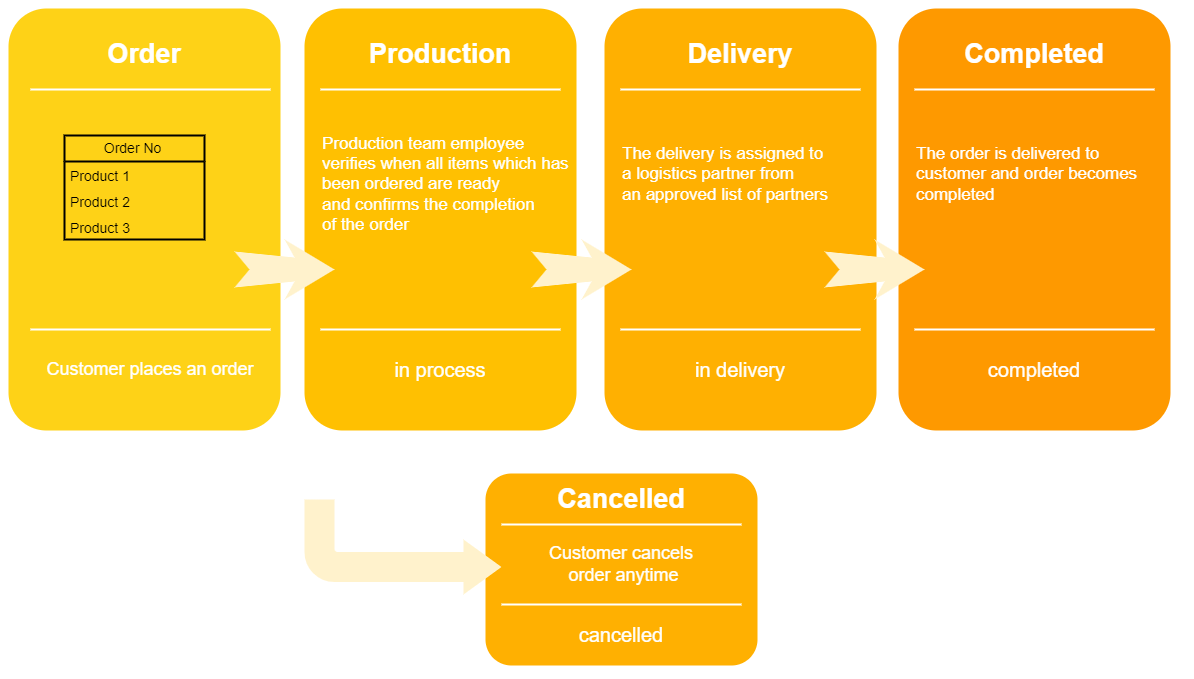 Order
Order No
Product 1
Product 2
Product 3
Customer places an order
Production
Production team employee
verifies when all items which has
been ordered are ready
and confirms the completion
of the order
in process
Delivery
The delivery is assigned to
a logistics partner from
an approved list of partners
in delivery
Completed
The order is delivered to
customer and order becomes
completed
completed
Cancelled
Customer cancels
order anytime
cancelled